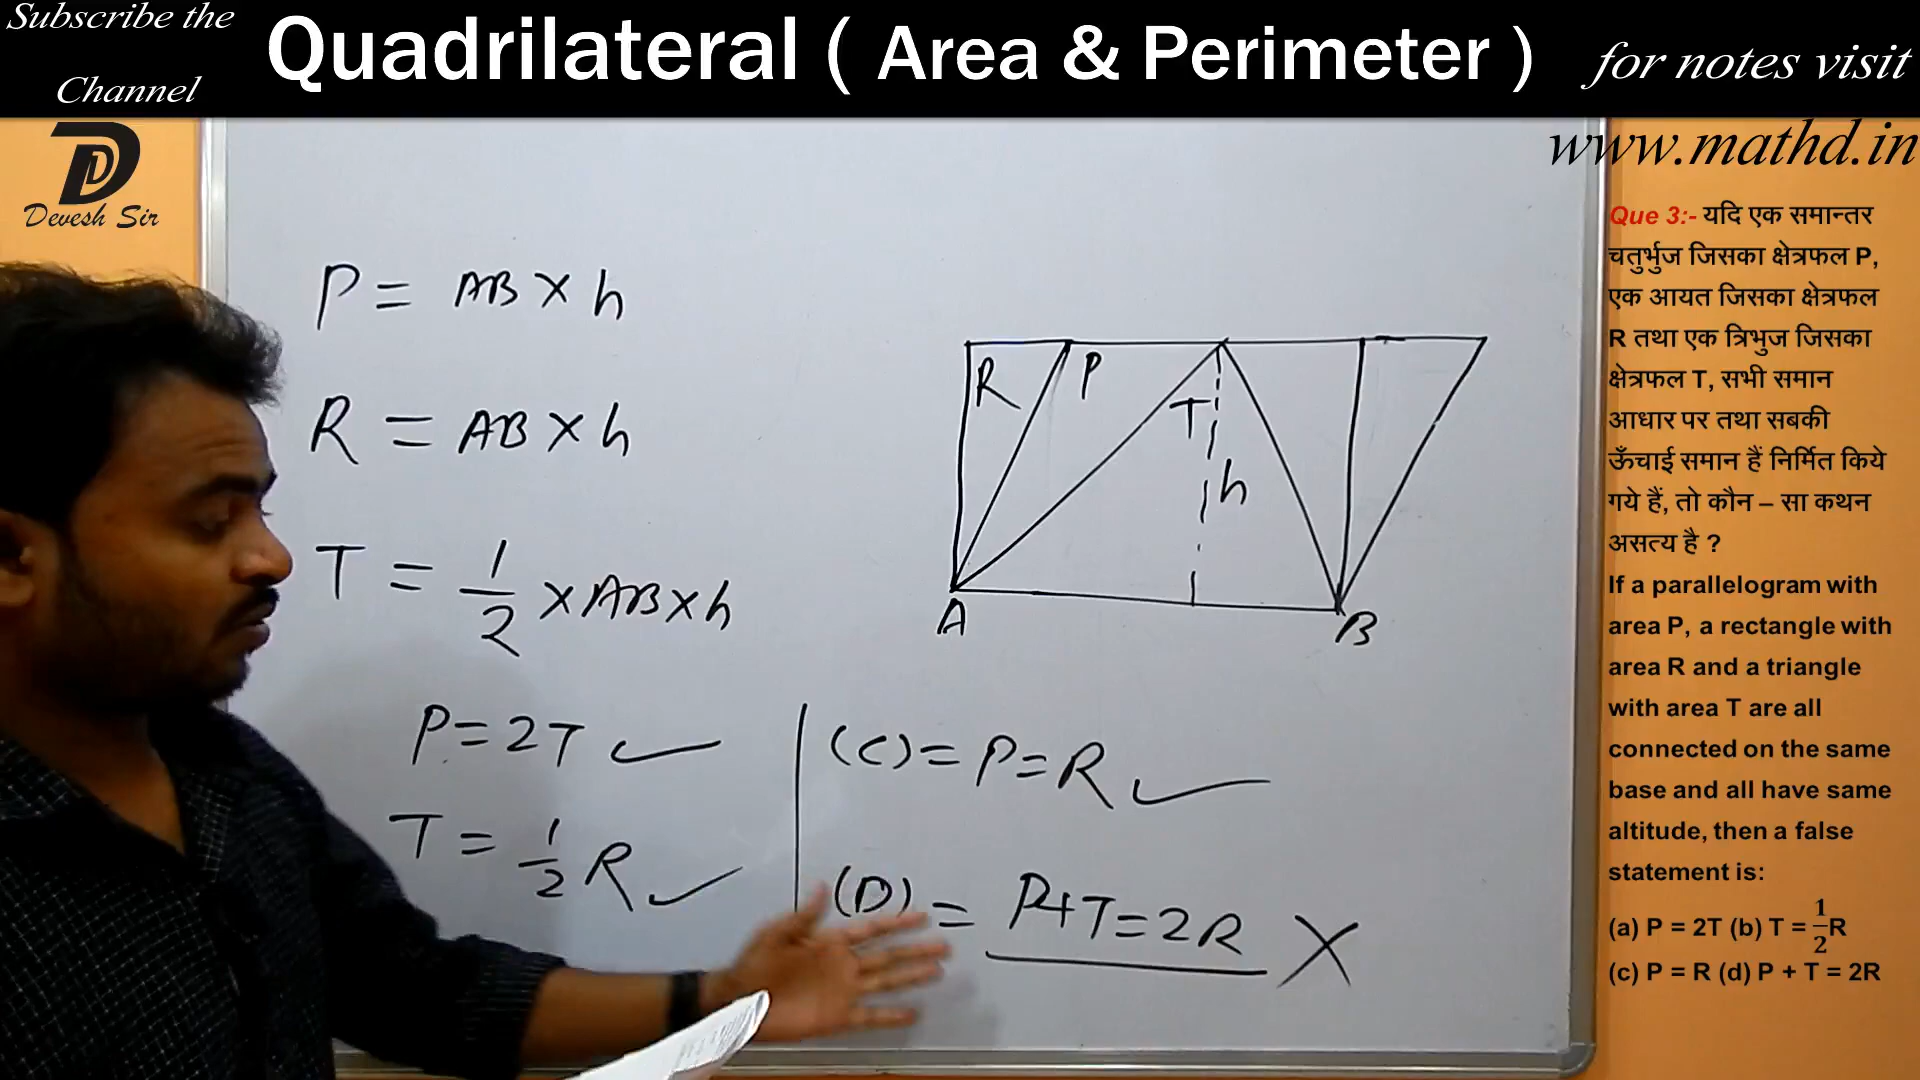 Subscribe the
Channel
Quadrilateral ( Area & Perimeter )
for notes visit
www.mathd.in
D
Devesh Sir
P = AB × h
R = AB × h
T = 1/2 × AB × h
P = 2T ✓
T = 1/2 R ✓
(C) = P = R ✓
(D) = P+T = 2R ✗
R
P
T
h
A
B
Que 3:- यदि एक समान्तर
चतुर्भुज जिसका क्षेत्रफल P,
एक आयत जिसका क्षेत्रफल
R तथा एक त्रिभुज जिसका
क्षेत्रफल T, सभी समान
आधार पर तथा सबकी
ऊँचाई समान हैं निर्मित किये
गये हैं, तो कौन – सा कथन
असत्य है ?
If a parallelogram with
area P, a rectangle with
area R and a triangle
with area T are all
connected on the same
base and all have same
altitude, then a false
statement is:
(a) P = 2T (b) T = 1/2 R
(c) P = R (d) P + T = 2R